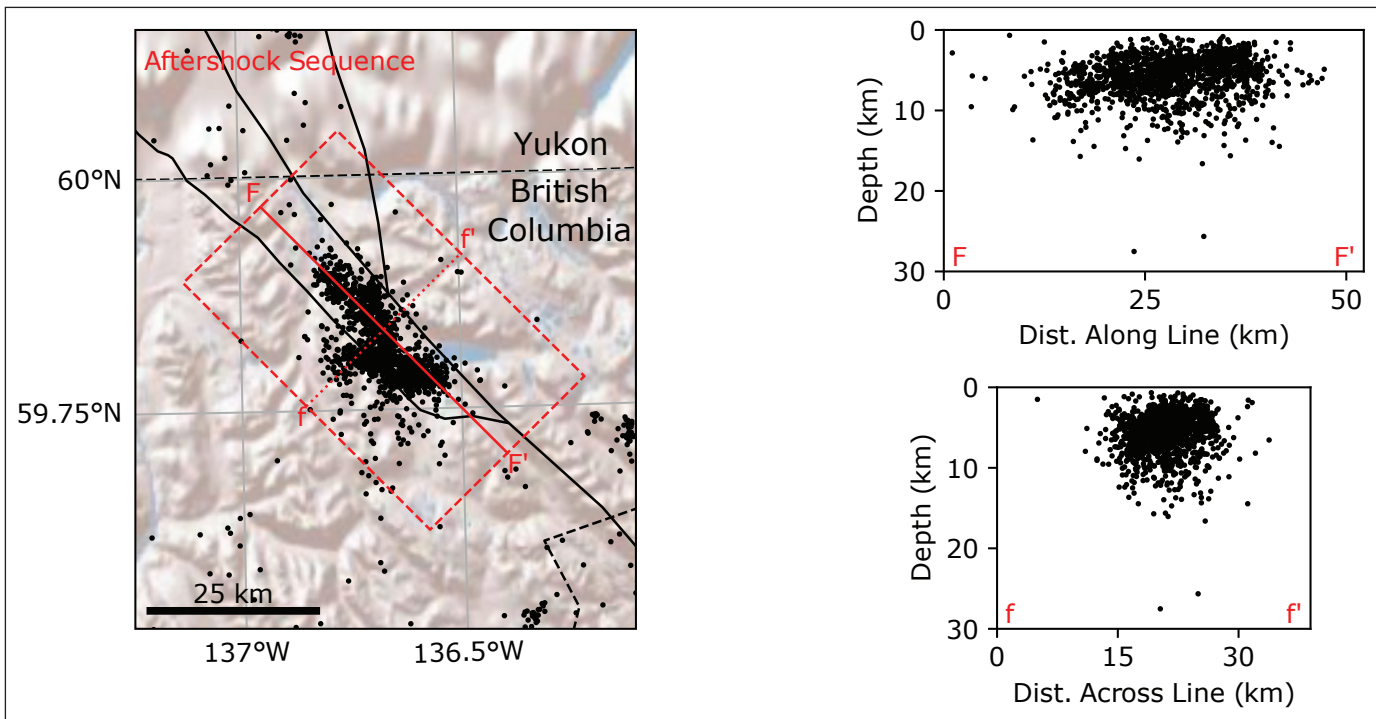 Aftershock Sequence
Yukon
British
Columbia
60°N
59.75°N
F
f'
f
F'
25 km
137°W
136.5°W
0
10
20
30
Depth (km)
F
F'
0
25
50
Dist. Along Line (km)
0
10
20
30
Depth (km)
f
f'
0
15
30
Dist. Across Line (km)